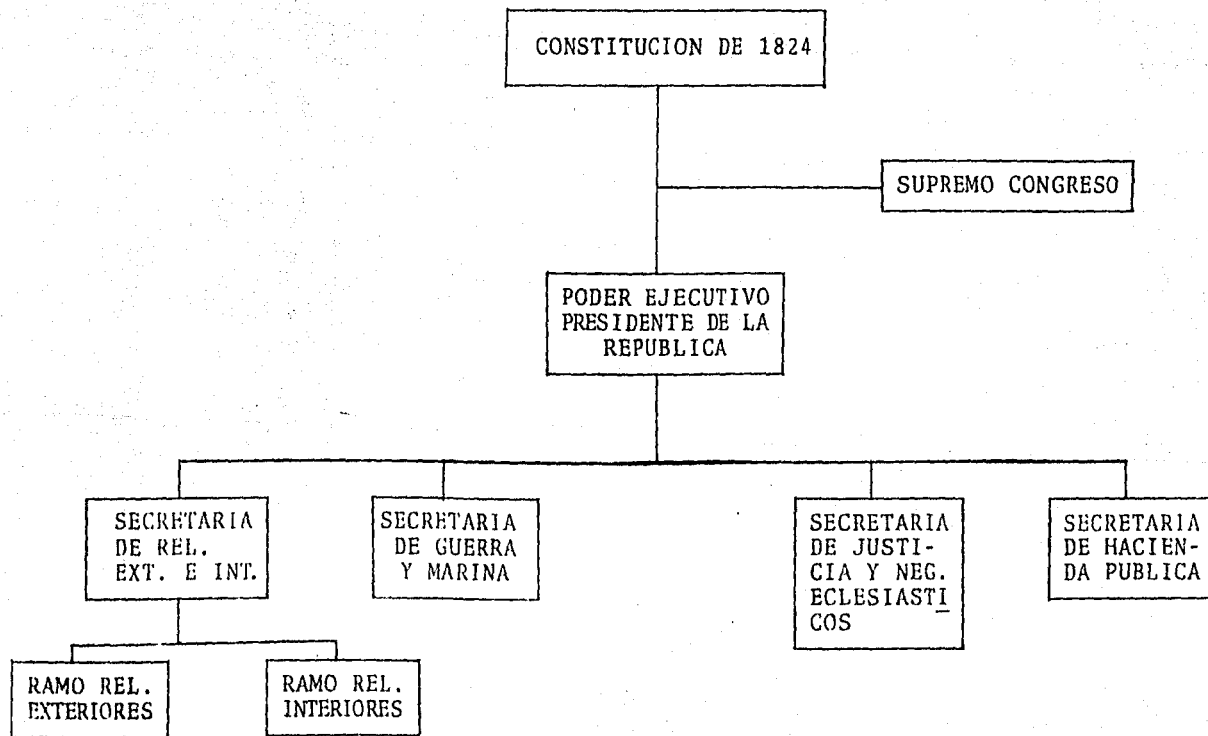 CONSTITUCION DE 1824
SUPREMO CONGRESO
PODER EJECUTIVO
PRESIDENTE DE LA
REPUBLICA
SECRETARIA
DE REL.
EXT. E INT.
SECRETARIA
DE GUERRA
Y MARINA
SECRETARIA
DE JUSTI-
CIA Y NEG.
ECLESIASTI
COS
SECRETARIA
DE HACIEN-
DA PUBLICA
RAMO REL.
EXTERIORES
RAMO REL.
INTERIORES